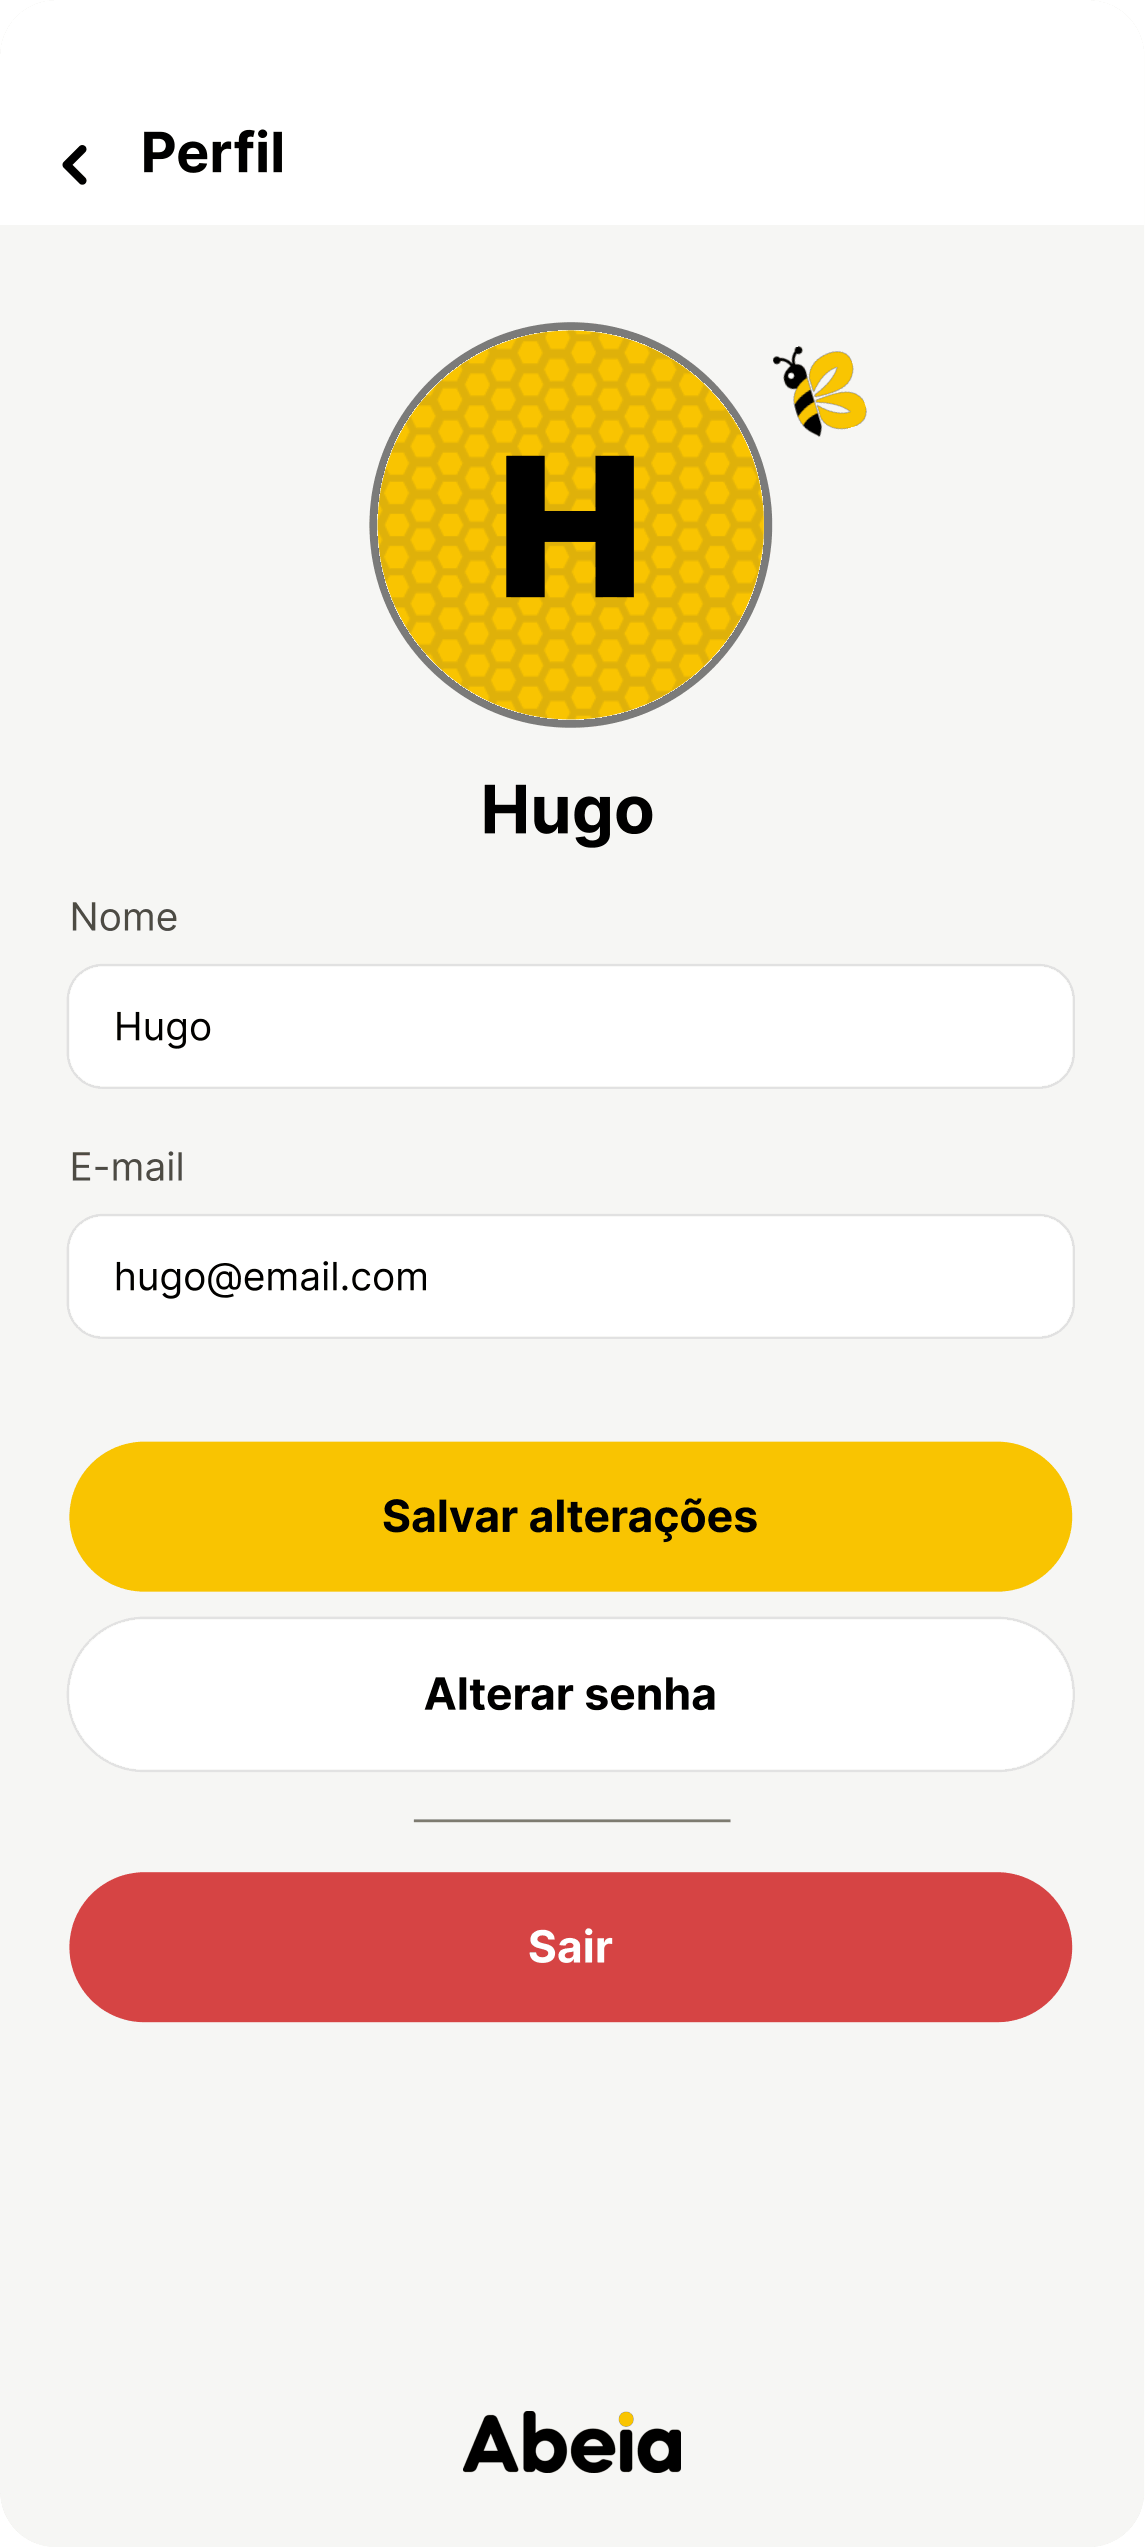 Perfil
H
Hugo
Nome
Hugo
E-mail
hugo@email.com
Salvar alterações
Alterar senha
Sair
Abeia